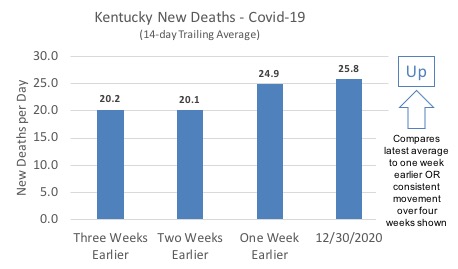 Kentucky New Deaths - Covid-19
(14-day Trailing Average)
New Deaths per Day
30.0
25.0
20.0
15.0
10.0
5.0
0.0
20.2
20.1
24.9
25.8
Three Weeks
Earlier
Two Weeks
Earlier
One Week
Earlier
12/30/2020
Up
Compares
latest average
to one week
earlier OR
consistent
movement
over four
weeks shown